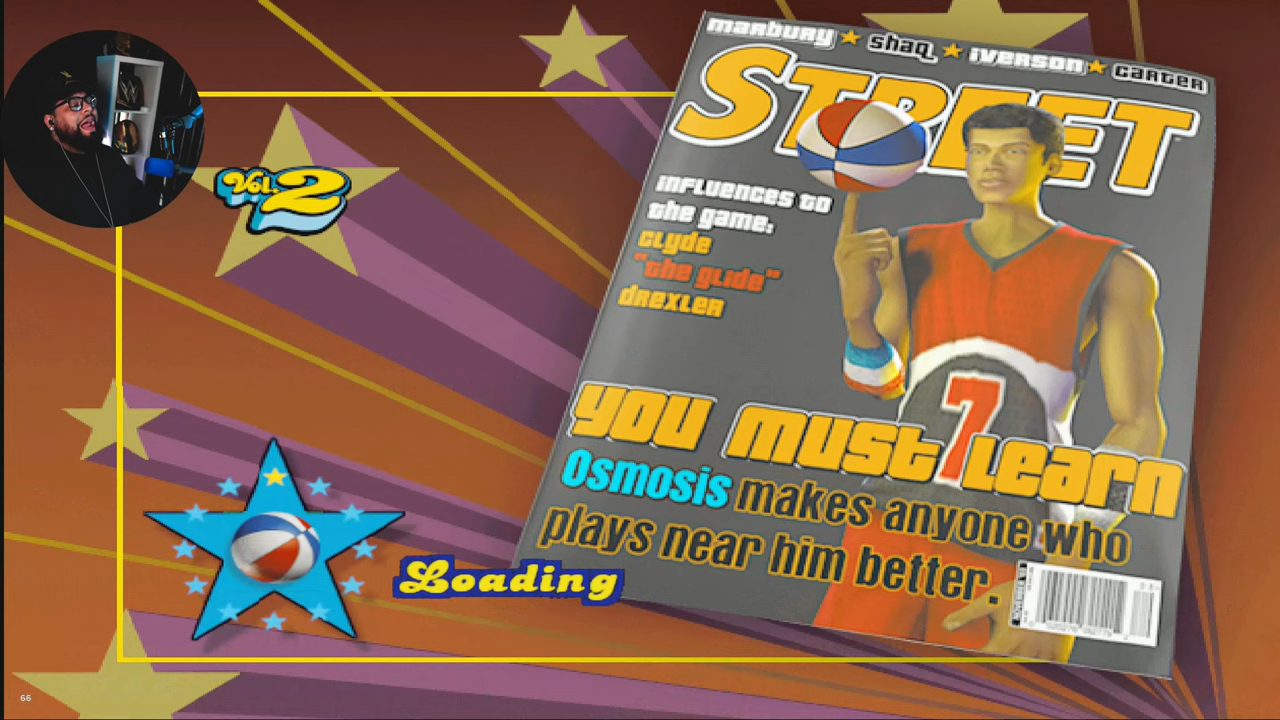 marbury ★ shaq ★ iverson ★ carter
STREET
Vol. 2
influences to
the game:
clyde
"the glide"
drexler
7
you must learn
Osmosis makes anyone who
plays near him better.
Loading
66